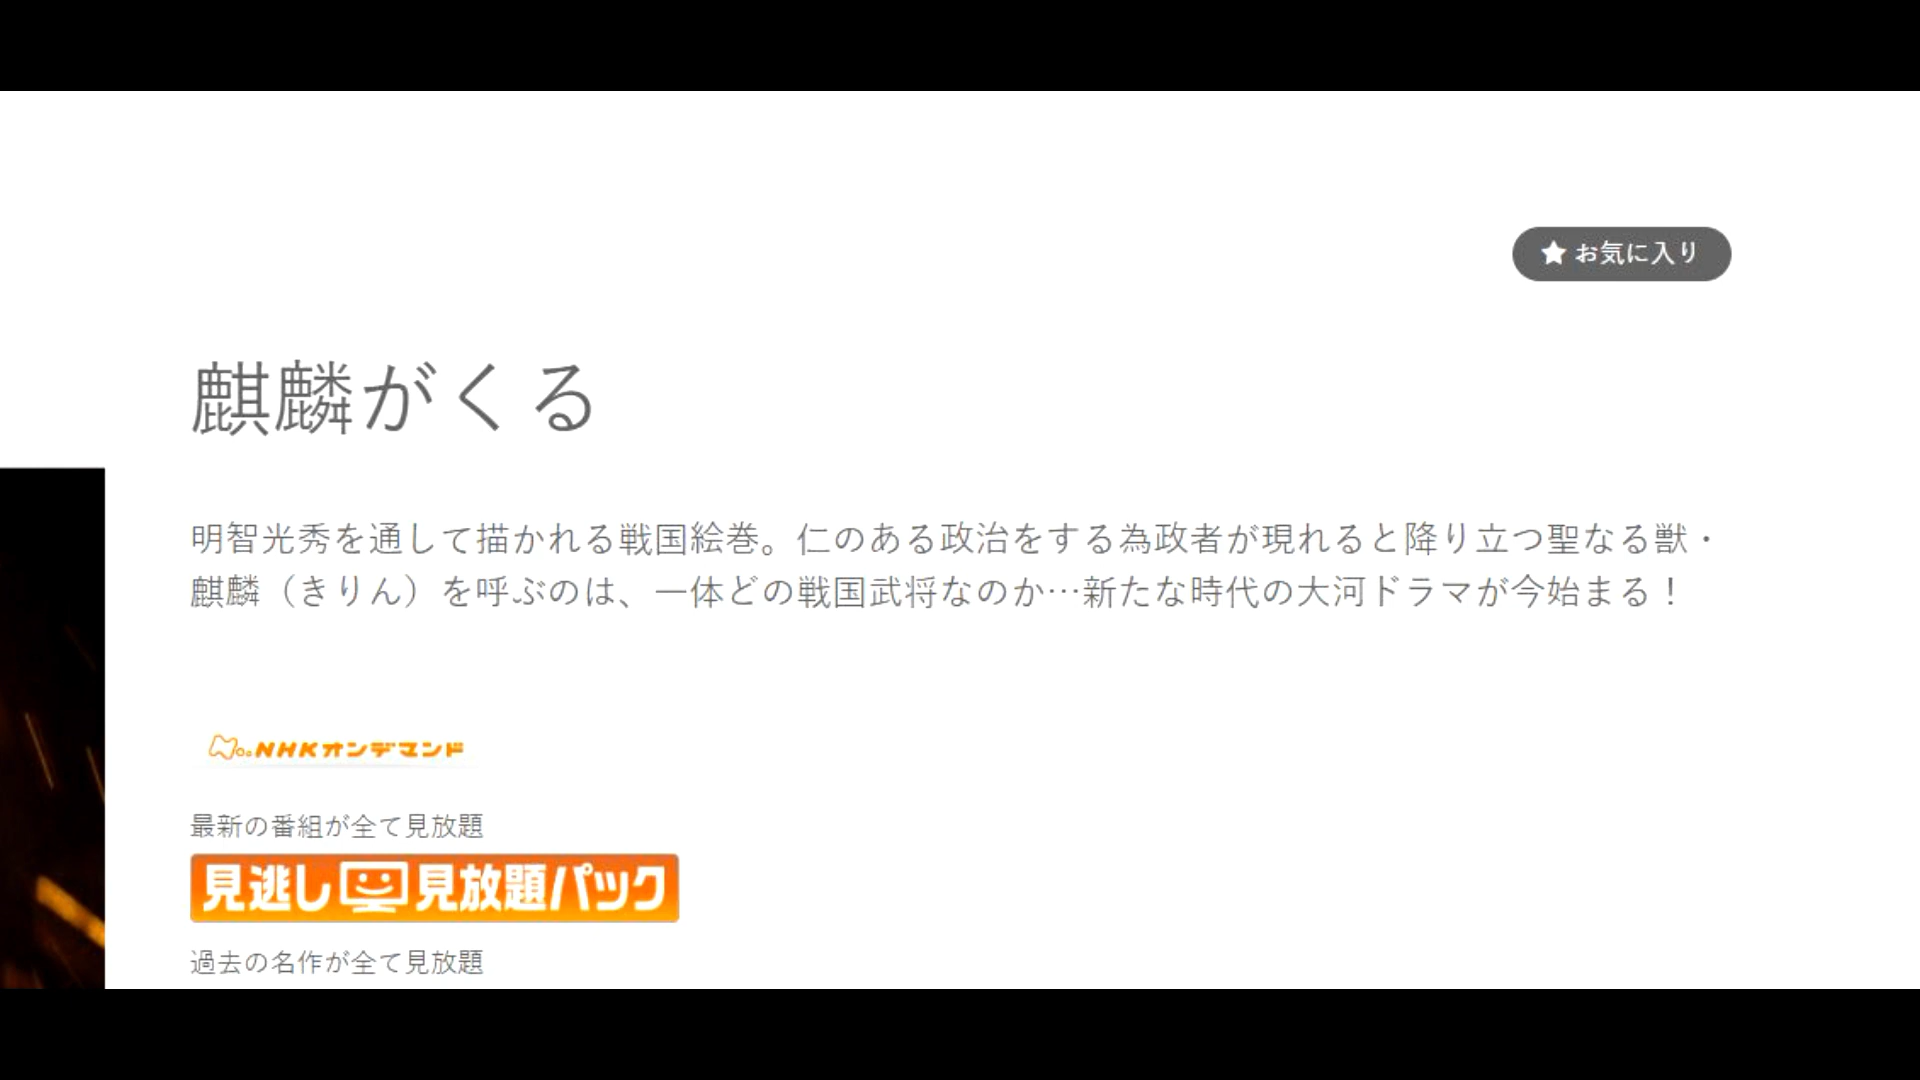 お気に入り
麒麟がくる
明智光秀を通して描かれる戦国絵巻。仁のある政治をする為政者が現れると降り立つ聖なる獣・
麒麟（きりん）を呼ぶのは、一体どの戦国武将なのか…新たな時代の大河ドラマが今始まる！
NHKオンデマンド
最新の番組が全て見放題
見逃し見放題パック
過去の名作が全て見放題